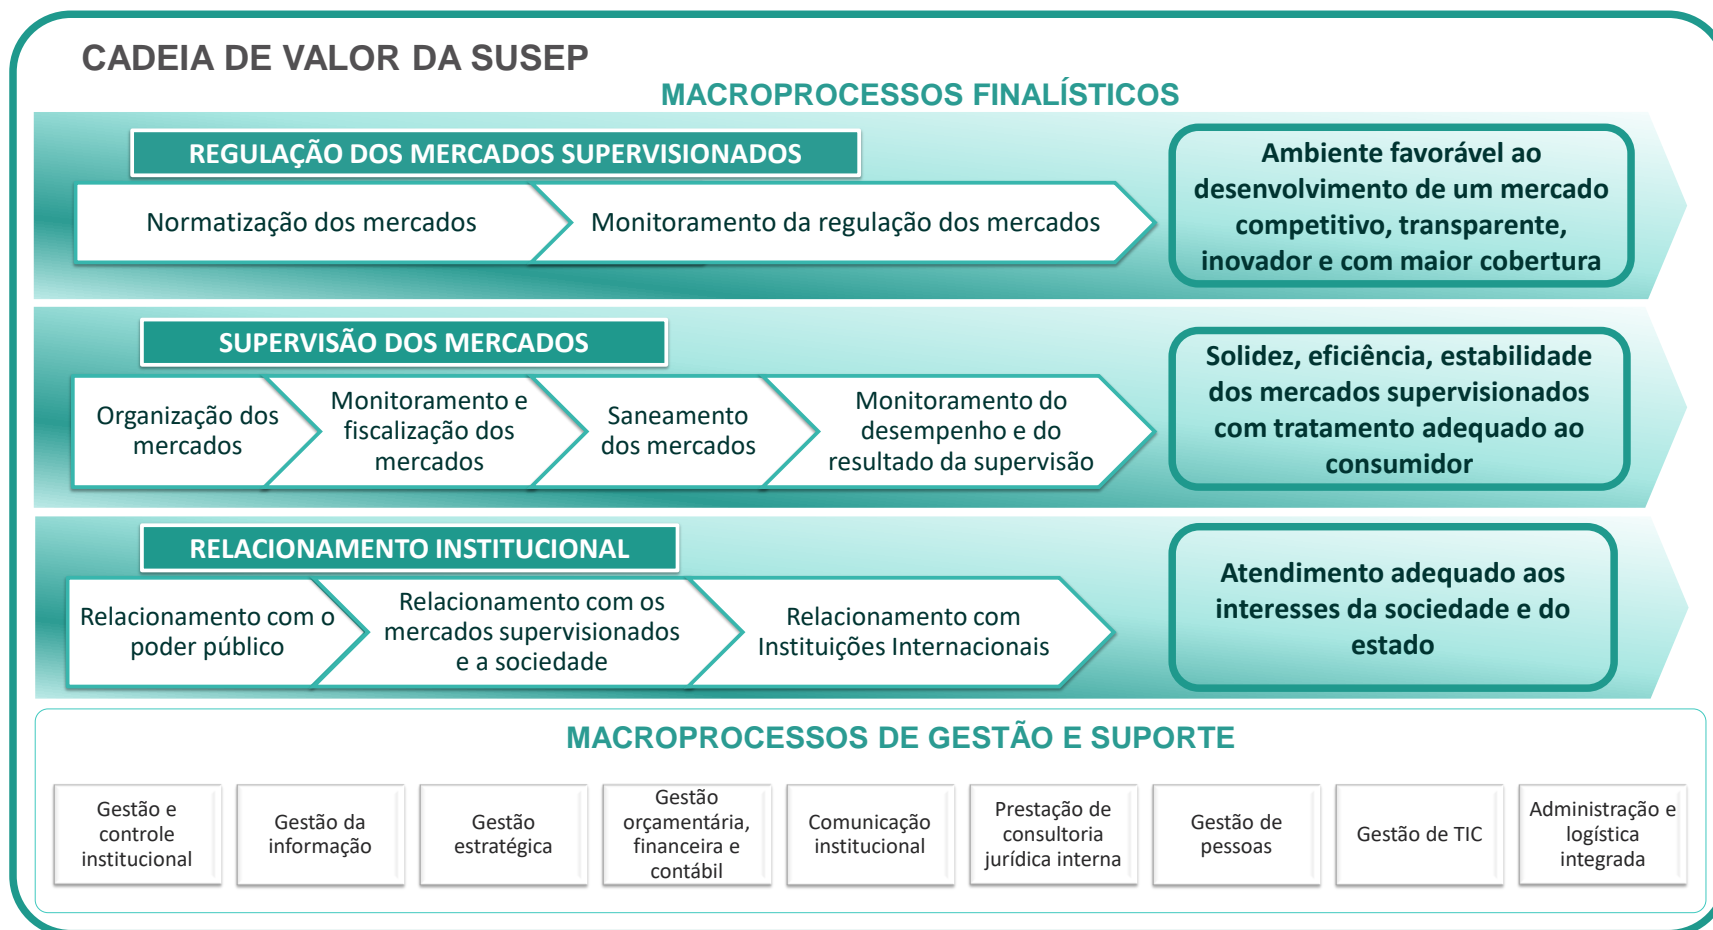 CADEIA DE VALOR DA SUSEP
MACROPROCESSOS FINALÍSTICOS
REGULAÇÃO DOS MERCADOS SUPERVISIONADOS
Normatização dos mercados
Monitoramento da regulação dos mercados
Ambiente favorável ao
desenvolvimento de um mercado
competitivo, transparente,
inovador e com maior cobertura
SUPERVISÃO DOS MERCADOS
Organização dos
mercados
Monitoramento e
fiscalização dos
mercados
Saneamento
dos mercados
Monitoramento do
desempenho e do
resultado da supervisão
Solidez, eficiência, estabilidade
dos mercados supervisionados
com tratamento adequado ao
consumidor
RELACIONAMENTO INSTITUCIONAL
Relacionamento com o
poder público
Relacionamento com os
mercados supervisionados
e a sociedade
Relacionamento com
Instituições Internacionais
Atendimento adequado aos
interesses da sociedade e do
estado
MACROPROCESSOS DE GESTÃO E SUPORTE
Gestão e
controle
institucional
Gestão da
informação
Gestão
estratégica
Gestão
orçamentária,
financeira e
contábil
Comunicação
institucional
Prestação de
consultoria
jurídica interna
Gestão de
pessoas
Gestão de TIC
Administração e
logística
integrada